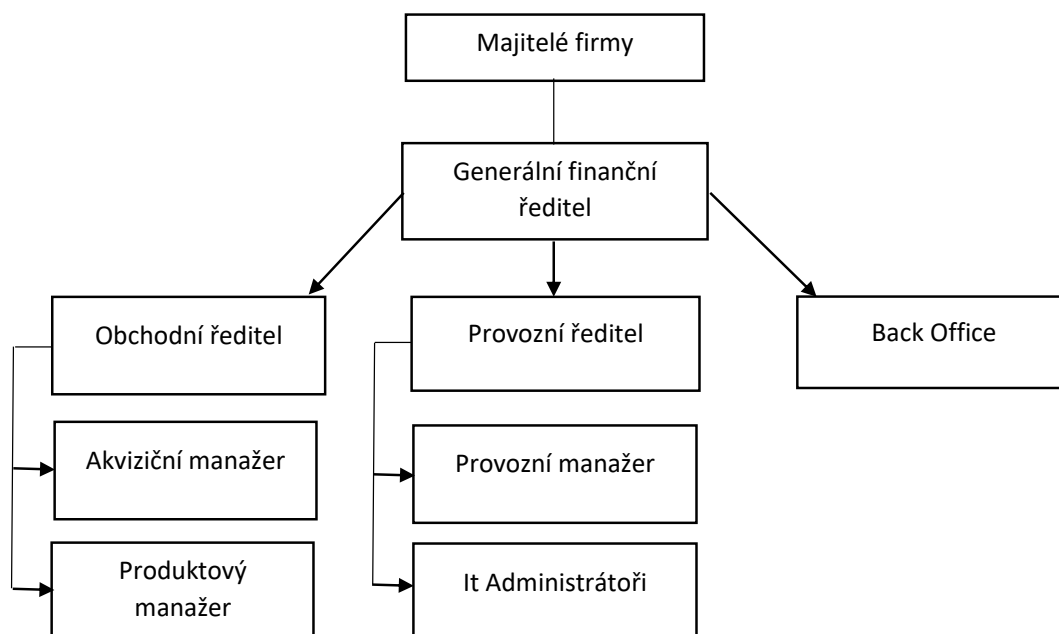 Majitelé firmy
Generální finanční
ředitel
Obchodní ředitel
Provozní ředitel
Back Office
Akviziční manažer
Provozní manažer
Produktový
manažer
It Administrátoři